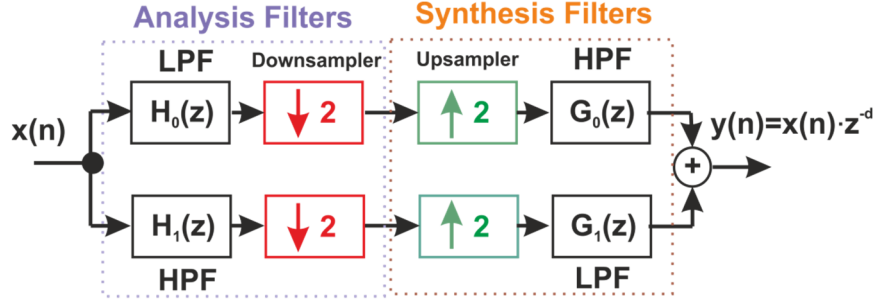 Analysis Filters
Synthesis Filters
LPF
Downsampler
Upsampler
HPF
x(n)
H₀(z)
↓ 2
↑ 2
G₀(z)
y(n)=x(n)·z⁻ᵈ
+
H₁(z)
↓ 2
↑ 2
G₁(z)
HPF
LPF